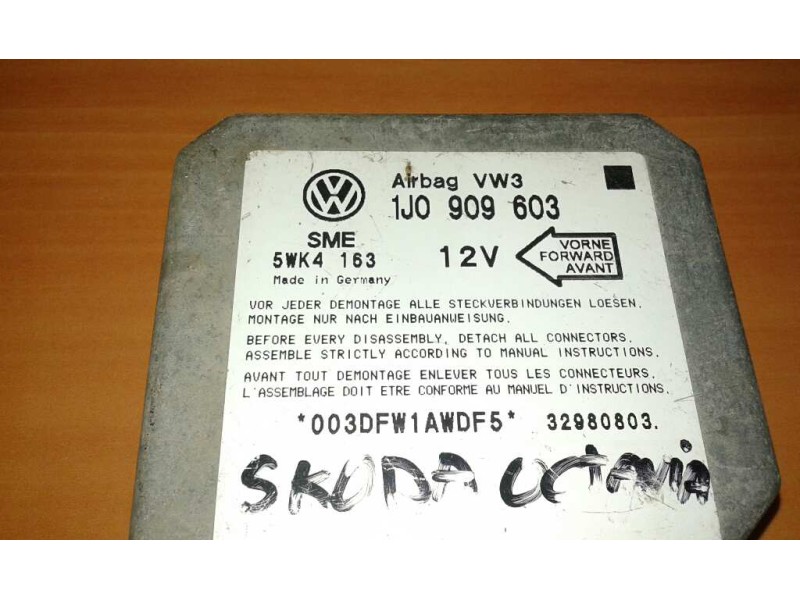 Airbag VW3
1J0 909 603
SME
5WK4 163
Made in Germany
12V
VORNE
FORWARD
AVANT
VOR JEDER DEMONTAGE ALLE STECKVERBINDUNGEN LOESEN.
MONTAGE NUR NACH EINBAUANWEISUNG.
BEFORE EVERY DISASSEMBLY, DETACH ALL CONNECTORS.
ASSEMBLE STRICTLY ACCORDING TO MANUAL INSTRUCTIONS.
AVANT TOUT DEMONTAGE ENLEVER TOUS LES CONNECTEURS.
L'ASSEMBLAGE DOIT ETRE CONFORME AU MANUEL D'INSTRUCTIONS.
*003DFW1AWDF5* 32980803.
SKODA OCTAVIA